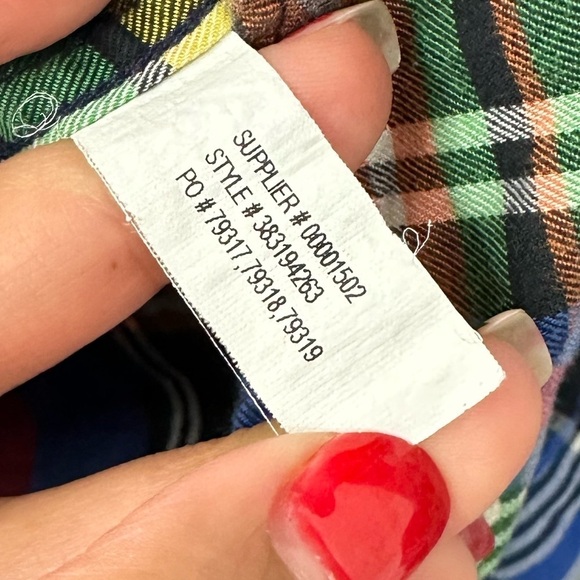 SUPPLIER # 00001502
STYLE # 383194263
PO # 79317,79318,79319